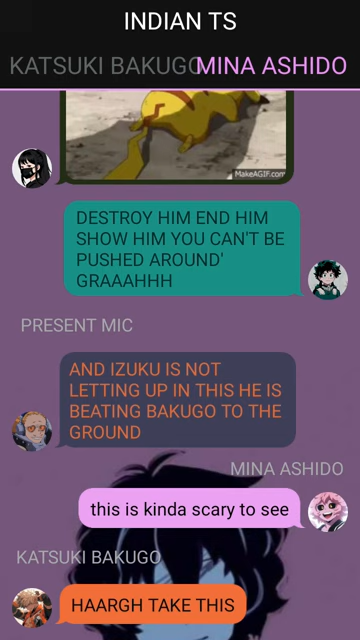 INDIAN TS
KATSUKI BAKUGO MINA ASHIDO
MakeAGIF.com
DESTROY HIM END HIM
SHOW HIM YOU CAN'T BE
PUSHED AROUND'
GRAAAHHH
PRESENT MIC
AND IZUKU IS NOT
LETTING UP IN THIS HE IS
BEATING BAKUGO TO THE
GROUND
MINA ASHIDO
this is kinda scary to see
KATSUKI BAKUGO
HAARGH TAKE THIS